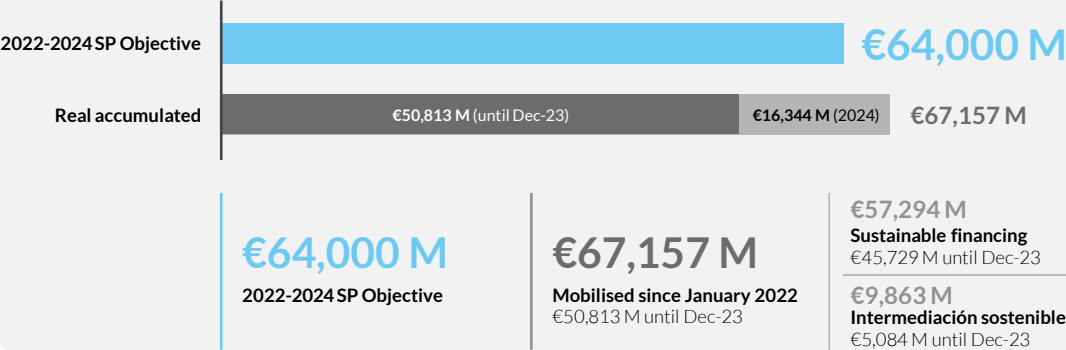 2022-2024 SP Objective
€64,000 M
Real accumulated
€50,813 M (until Dec-23)
€16,344 M (2024)
€67,157 M
€64,000 M
2022-2024 SP Objective
€67,157 M
Mobilised since January 2022
€50,813 M until Dec-23
€57,294 M
Sustainable financing
€45,729 M until Dec-23
€9,863 M
Intermediación sostenible
€5,084 M until Dec-23